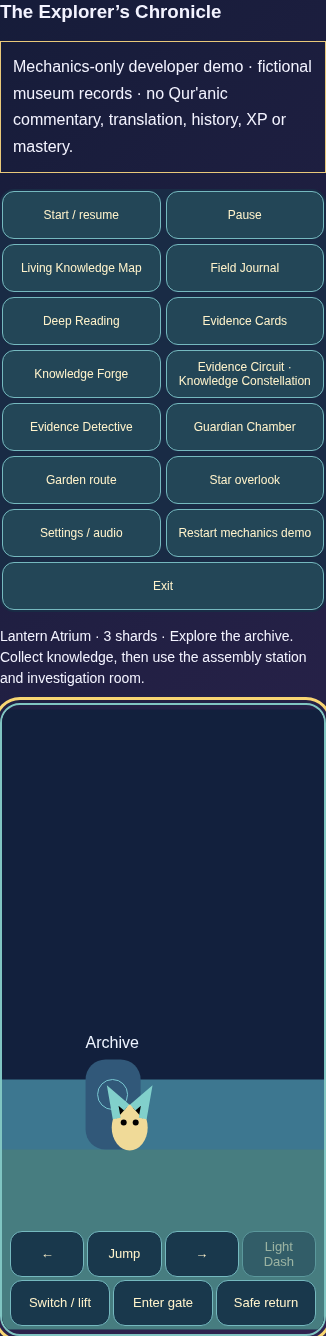 The Explorer’s Chronicle
Mechanics-only developer demo · fictional
museum records · no Qur'anic
commentary, translation, history, XP or
mastery.
Start / resume
Pause
Living Knowledge Map
Field Journal
Deep Reading
Evidence Cards
Knowledge Forge
Evidence Circuit ·
Knowledge Constellation
Evidence Detective
Guardian Chamber
Garden route
Star overlook
Settings / audio
Restart mechanics demo
Exit
Lantern Atrium · 3 shards · Explore the archive.
Collect knowledge, then use the assembly station
and investigation room.
Archive
←
Jump
→
Light
Dash
Switch / lift
Enter gate
Safe return